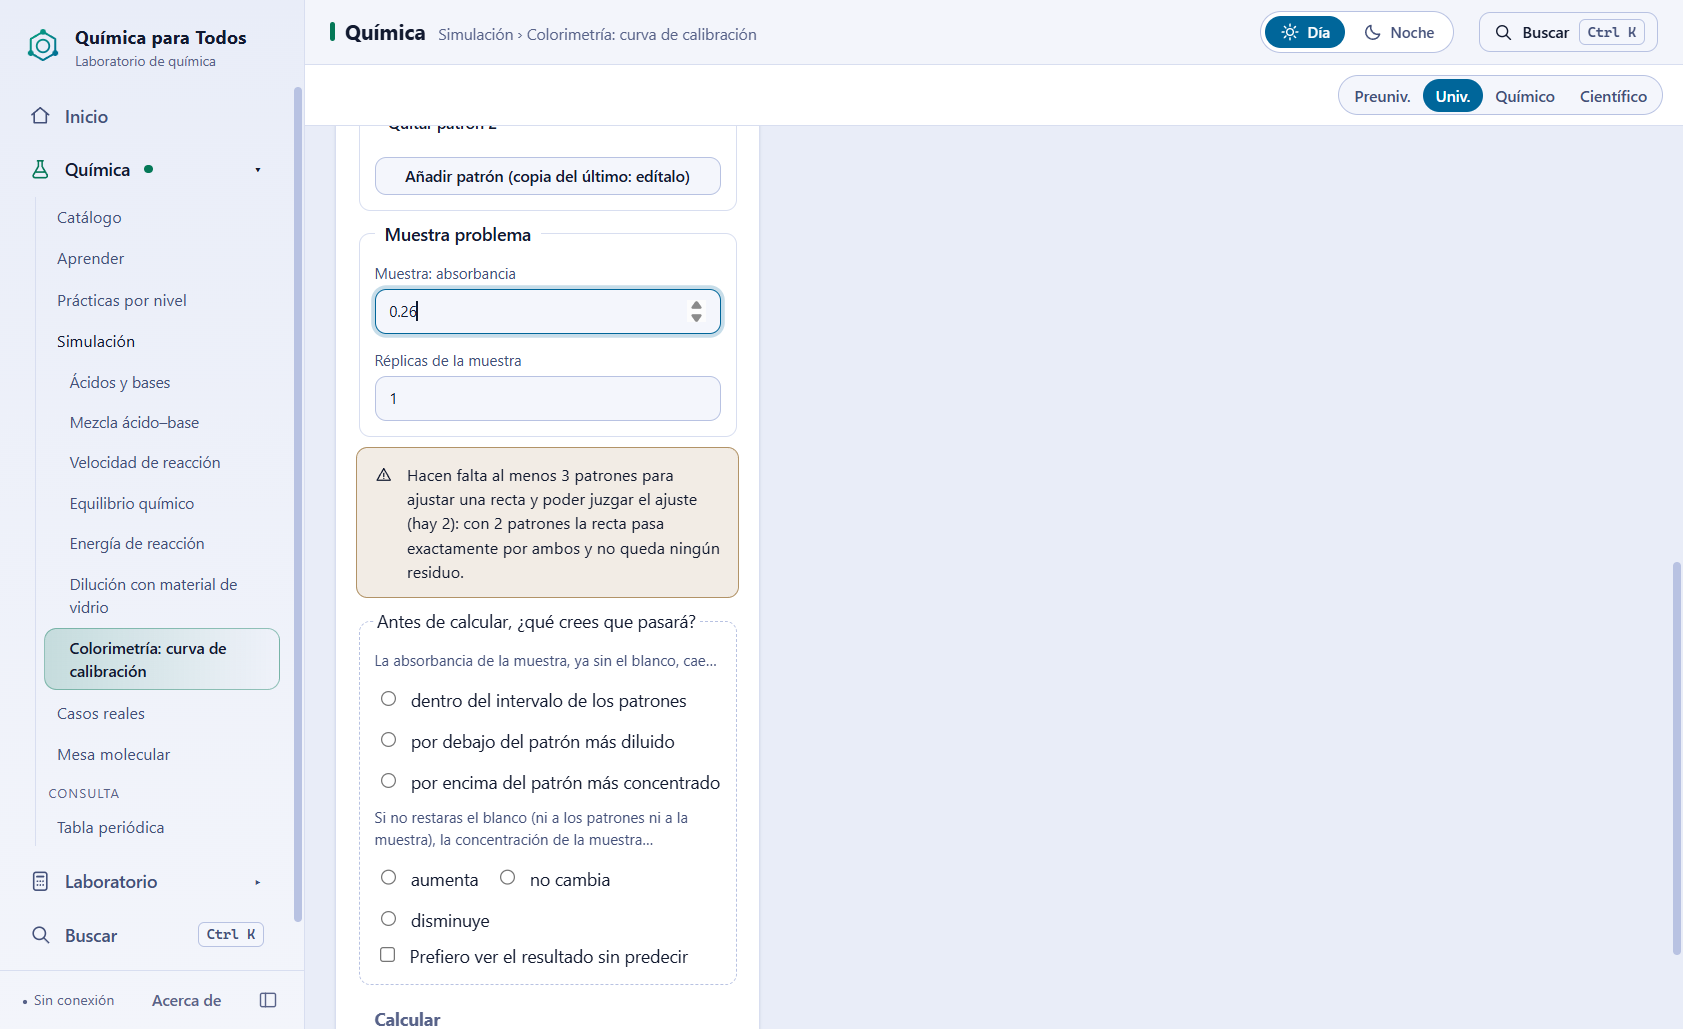 Química para Todos
Laboratorio de química
Inicio
Química
Catálogo
Aprender
Prácticas por nivel
Simulación
Ácidos y bases
Mezcla ácido–base
Velocidad de reacción
Equilibrio químico
Energía de reacción
Dilución con material de
vidrio
Colorimetría: curva de
calibración
Casos reales
Mesa molecular
CONSULTA
Tabla periódica
Laboratorio
Buscar Ctrl K
Sin conexión Acerca de
Química Simulación › Colorimetría: curva de calibración
Día Noche
Buscar Ctrl K
Preuniv. Univ. Químico Científico
Quitar patrón 2
Añadir patrón (copia del último: edítalo)
Muestra problema
Muestra: absorbancia
0.26
Réplicas de la muestra
1
Hacen falta al menos 3 patrones para
ajustar una recta y poder juzgar el ajuste
(hay 2): con 2 patrones la recta pasa
exactamente por ambos y no queda ningún
residuo.
Antes de calcular, ¿qué crees que pasará?
La absorbancia de la muestra, ya sin el blanco, cae...
dentro del intervalo de los patrones
por debajo del patrón más diluido
por encima del patrón más concentrado
Si no restaras el blanco (ni a los patrones ni a la
muestra), la concentración de la muestra...
aumenta no cambia
disminuye
Prefiero ver el resultado sin predecir
Calcular